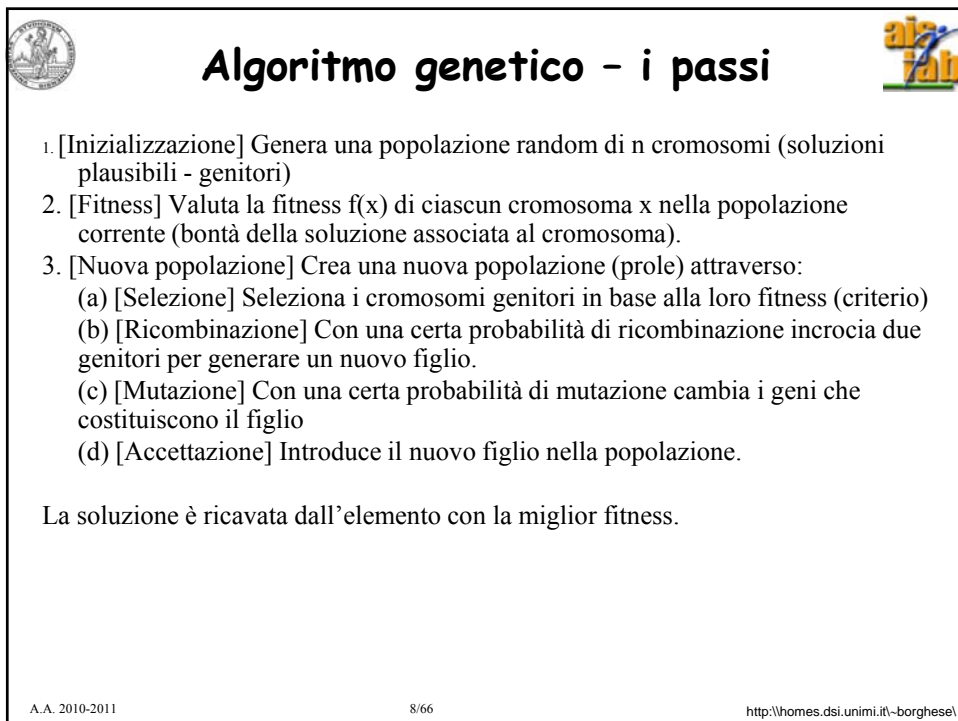 Algoritmo genetico – i passi
ais
lab
1. [Inizializzazione] Genera una popolazione random di n cromosomi (soluzioni
plausibili - genitori)
2. [Fitness] Valuta la fitness f(x) di ciascun cromosoma x nella popolazione
corrente (bontà della soluzione associata al cromosoma).
3. [Nuova popolazione] Crea una nuova popolazione (prole) attraverso:
(a) [Selezione] Seleziona i cromosomi genitori in base alla loro fitness (criterio)
(b) [Ricombinazione] Con una certa probabilità di ricombinazione incrocia due
genitori per generare un nuovo figlio.
(c) [Mutazione] Con una certa probabilità di mutazione cambia i geni che
costituiscono il figlio
(d) [Accettazione] Introduce il nuovo figlio nella popolazione.
La soluzione è ricavata dall’elemento con la miglior fitness.
A.A. 2010-2011
8/66
http:\\homes.dsi.unimi.it\~borghese\